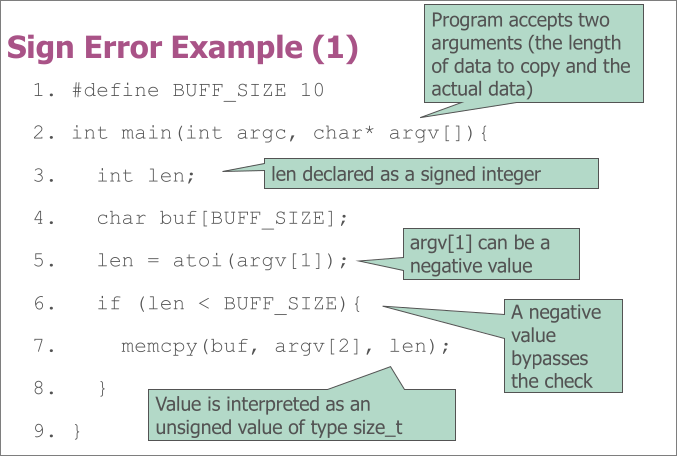 Program accepts two
arguments (the length
of data to copy and the
actual data)
Sign Error Example (1)
1. #define BUFF_SIZE 10
2. int main(int argc, char* argv[]){
3. int len;
len declared as a signed integer
4. char buf[BUFF_SIZE];
5. len = atoi(argv[1]);
argv[1] can be a
negative value
6. if (len < BUFF_SIZE){
A negative
value
bypasses
the check
7. memcpy(buf, argv[2], len);
8. }
Value is interpreted as an
unsigned value of type size_t
9. }